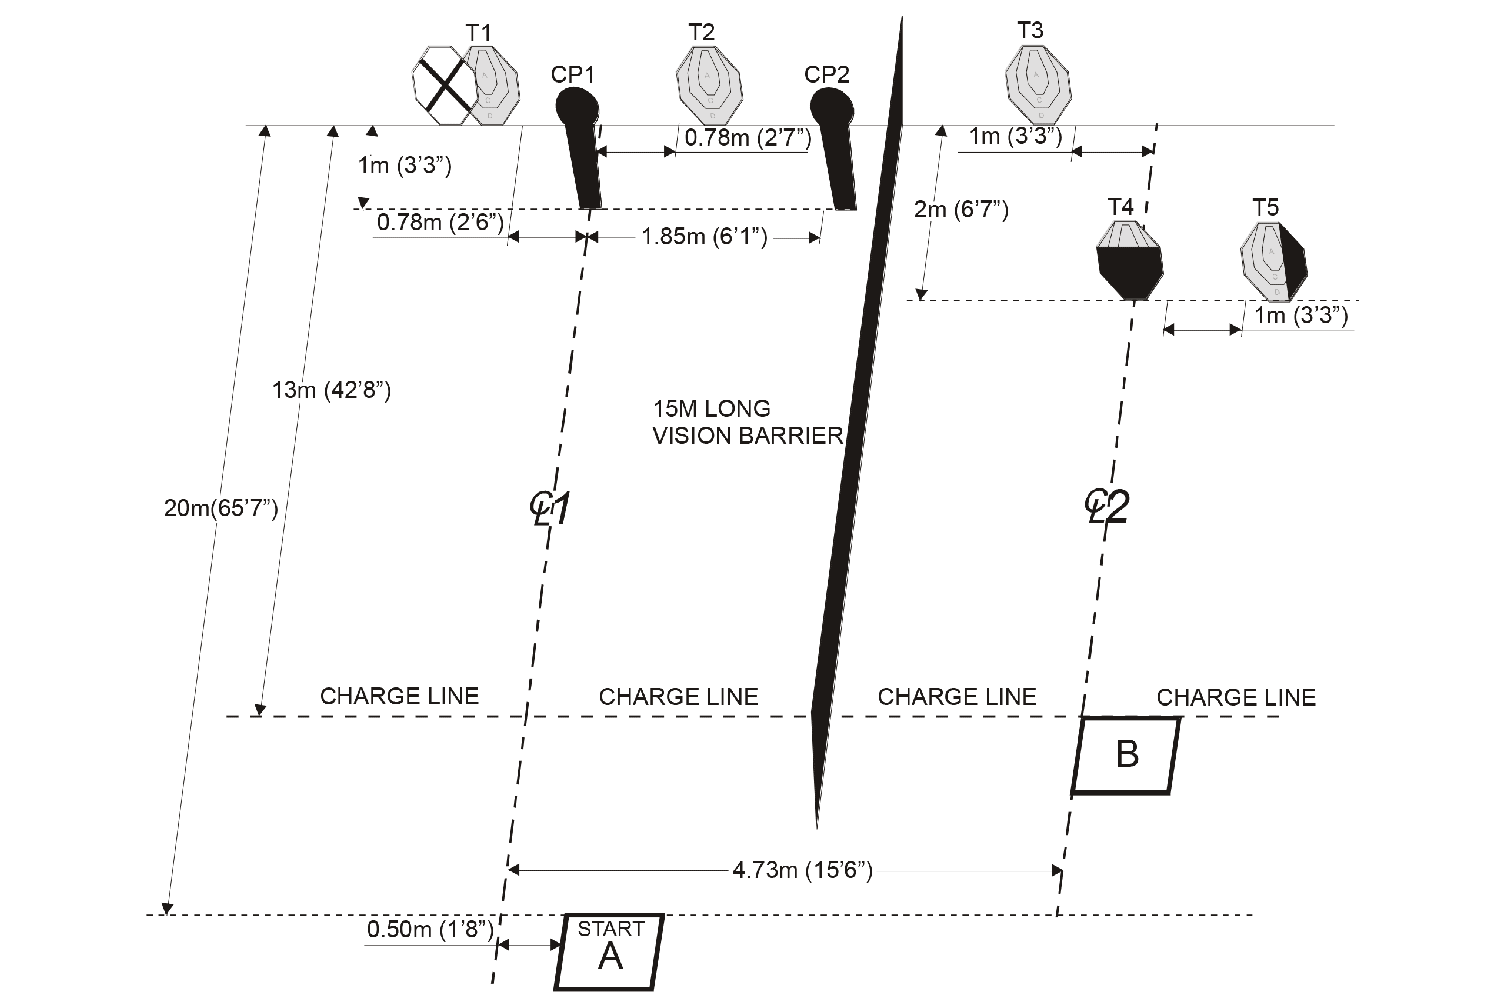 T1
T2
T3
CP1
CP2
A
C
D
A
C
D
A
C
D
0.78m (2'7")
1m (3'3")
1m (3'3")
0.78m (2'6")
1.85m (6'1")
2m (6'7")
T4
T5
A
C
D
1m (3'3")
13m (42'8")
15M LONG
VISION BARRIER
20m(65'7")
℄1
℄2
CHARGE LINE
CHARGE LINE
CHARGE LINE
CHARGE LINE
B
4.73m (15'6")
0.50m (1'8")
START
A